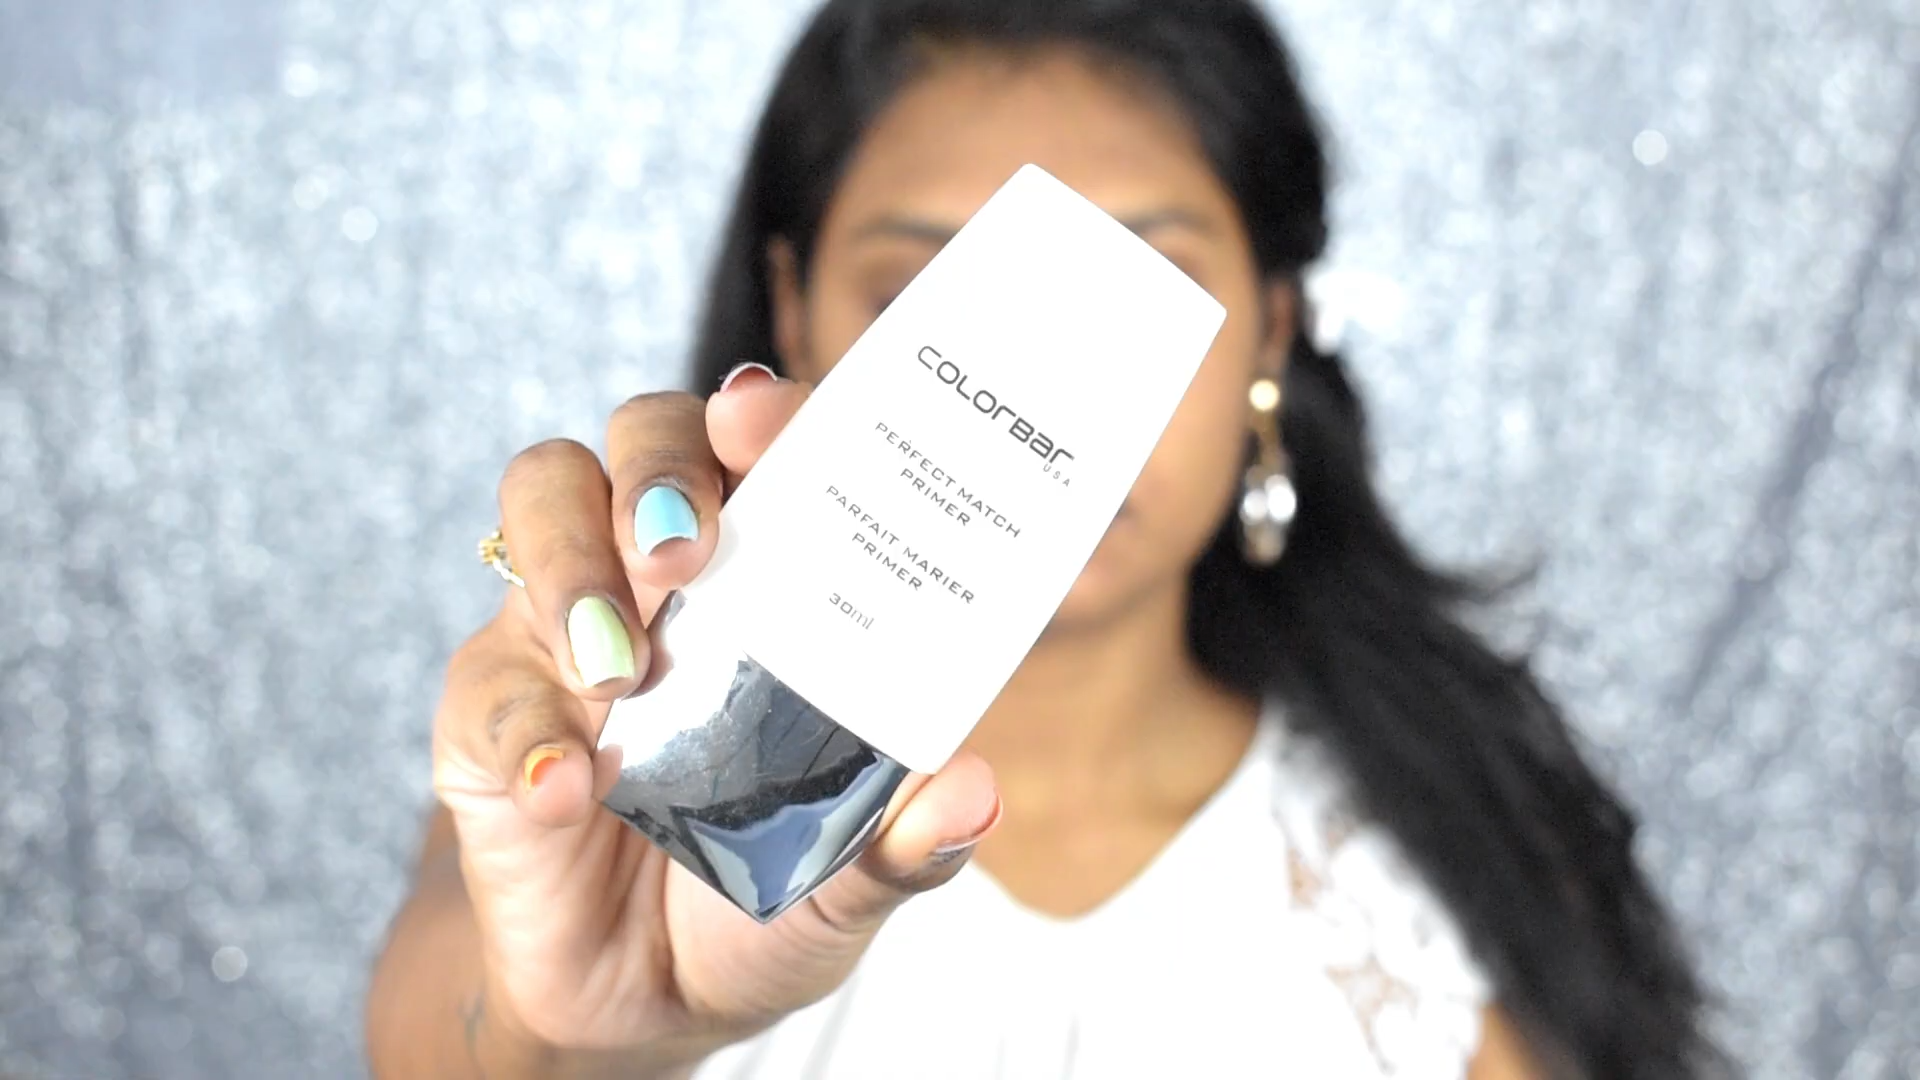 COLORBAR
USA
PERFECT MATCH
PRIMER
PARFAIT MARIER
PRIMER
30ml